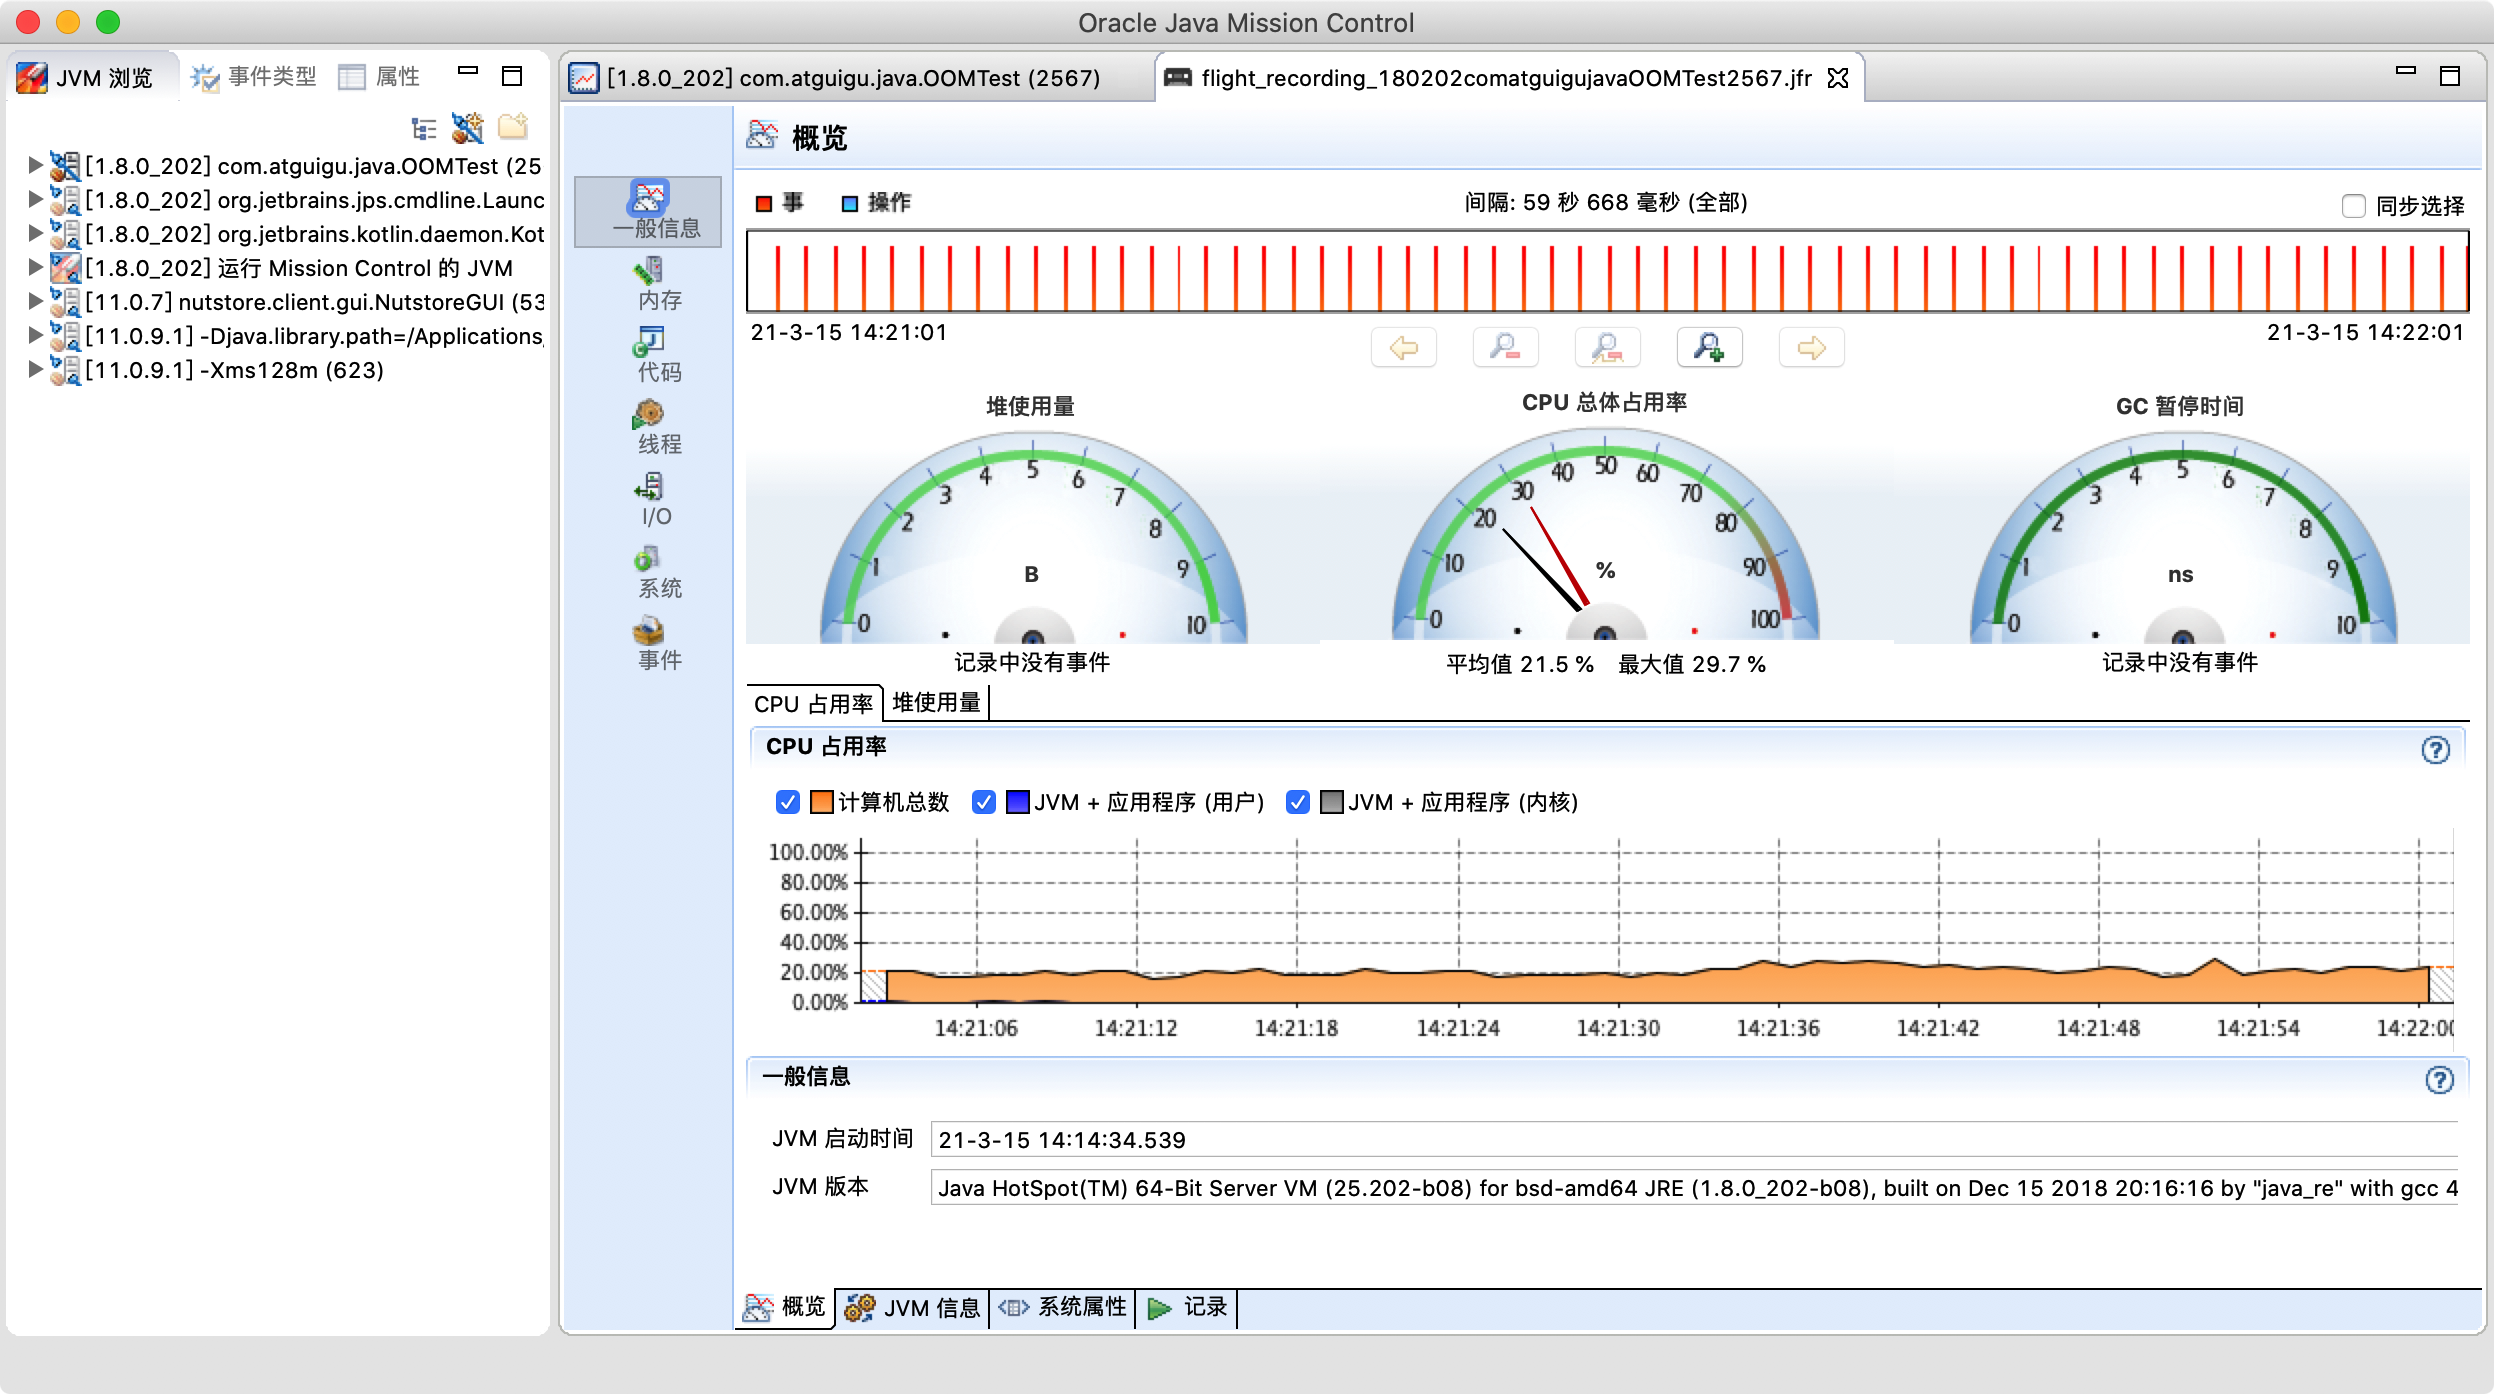 Oracle Java Mission Control
JVM 浏览
事件类型
属性
[1.8.0_202] com.atguigu.java.OOMTest (25
[1.8.0_202] org.jetbrains.jps.cmdline.Launc
[1.8.0_202] org.jetbrains.kotlin.daemon.Kot
[1.8.0_202] 运行 Mission Control 的 JVM
[11.0.7] nutstore.client.gui.NutstoreGUI (53
[11.0.9.1] -Djava.library.path=/Applications,
[11.0.9.1] -Xms128m (623)
[1.8.0_202] com.atguigu.java.OOMTest (2567)
flight_recording_180202comatguigujavaOOMTest2567.jfr
一般信息
内存
代码
线程
I/O
系统
事件
概览
事 操作
间隔: 59 秒 668 毫秒 (全部)
同步选择
21-3-15 14:21:01
21-3-15 14:22:01
堆使用量
0 1 2 3 4 5 6 7 8 9 10
B
记录中没有事件
CPU 总体占用率
0 10 20 30 40 50 60 70 80 90 100
%
平均值 21.5 % 最大值 29.7 %
GC 暂停时间
0 1 2 3 4 5 6 7 8 9 10
ns
记录中没有事件
CPU 占用率
堆使用量
CPU 占用率
计算机总数 JVM + 应用程序 (用户) JVM + 应用程序 (内核)
100.00%
80.00%
60.00%
40.00%
20.00%
0.00%
14:21:06 14:21:12 14:21:18 14:21:24 14:21:30 14:21:36 14:21:42 14:21:48 14:21:54 14:22:00
一般信息
JVM 启动时间 21-3-15 14:14:34.539
JVM 版本 Java HotSpot(TM) 64-Bit Server VM (25.202-b08) for bsd-amd64 JRE (1.8.0_202-b08), built on Dec 15 2018 20:16:16 by "java_re" with gcc 4
概览 JVM 信息 系统属性 记录